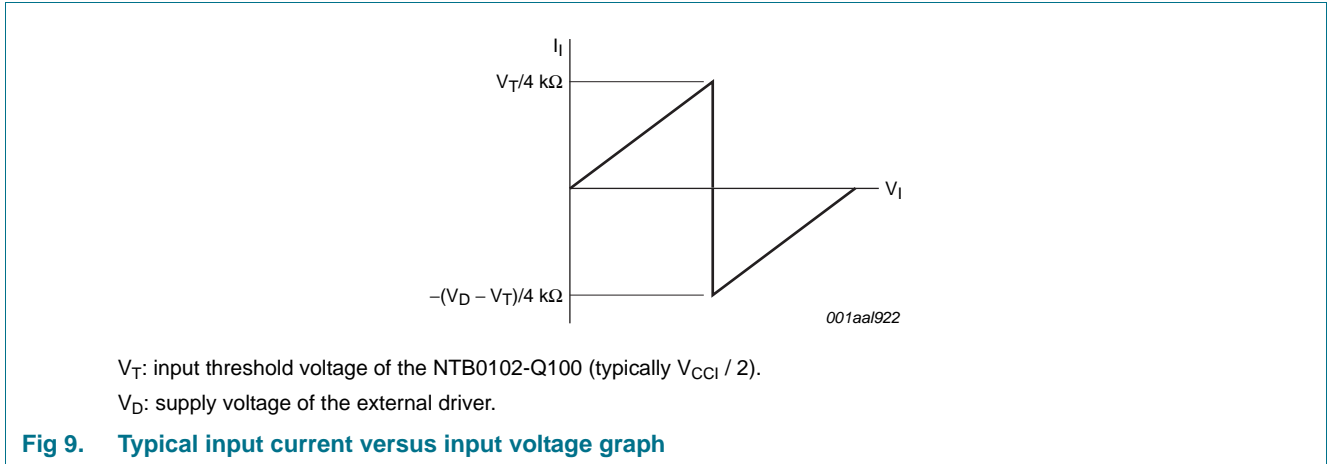 I_I
V_T/4 kΩ
V_I
−(V_D − V_T)/4 kΩ
001aal922
V_T: input threshold voltage of the NTB0102-Q100 (typically V_CCI / 2).
V_D: supply voltage of the external driver.
Fig 9. Typical input current versus input voltage graph